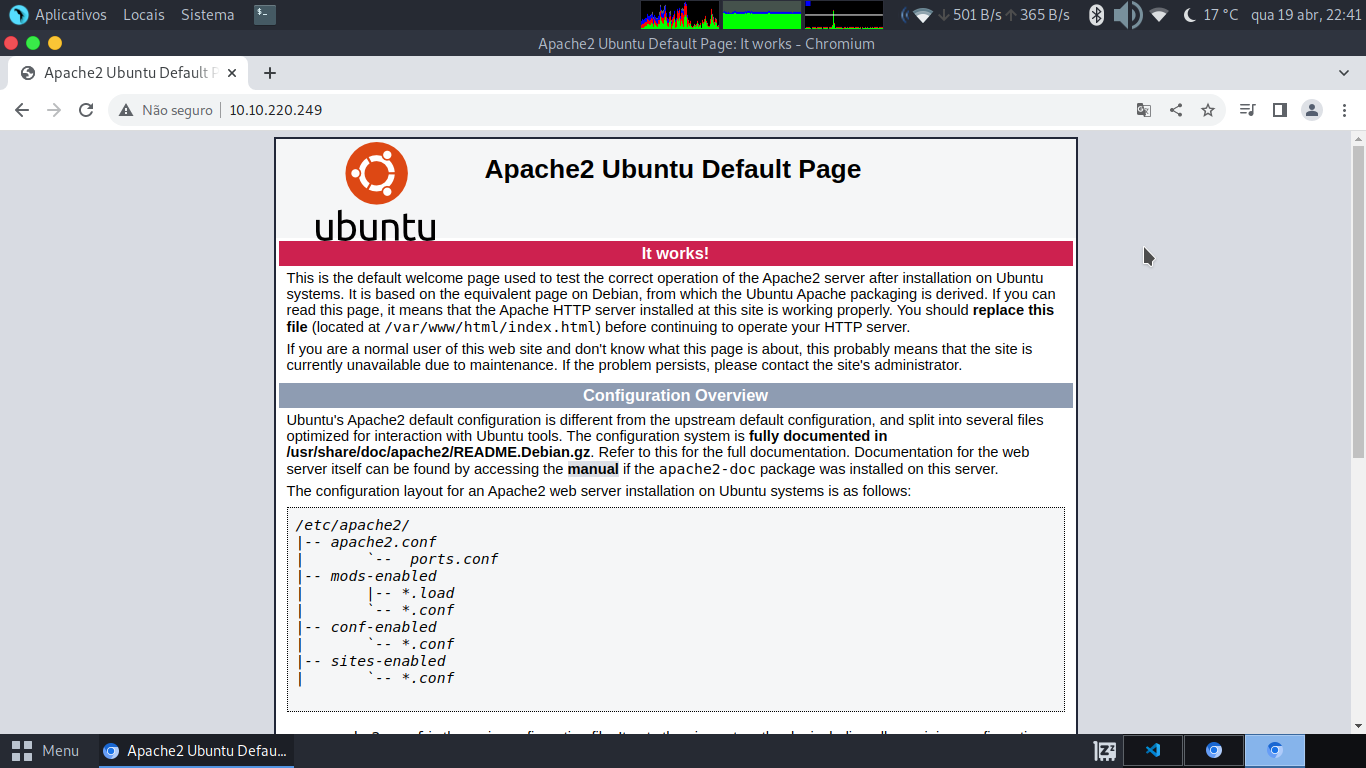 Aplicativos Locais Sistema 501 B/s 365 B/s 17 °C qua 19 abr, 22:41
Apache2 Ubuntu Default Page: It works - Chromium
Apache2 Ubuntu Default P
Não seguro 10.10.220.249
ubuntu
Apache2 Ubuntu Default Page
It works!
This is the default welcome page used to test the correct operation of the Apache2 server after installation on Ubuntu
systems. It is based on the equivalent page on Debian, from which the Ubuntu Apache packaging is derived. If you can
read this page, it means that the Apache HTTP server installed at this site is working properly. You should replace this
file (located at /var/www/html/index.html) before continuing to operate your HTTP server.
If you are a normal user of this web site and don't know what this page is about, this probably means that the site is
currently unavailable due to maintenance. If the problem persists, please contact the site's administrator.
Configuration Overview
Ubuntu's Apache2 default configuration is different from the upstream default configuration, and split into several files
optimized for interaction with Ubuntu tools. The configuration system is fully documented in
/usr/share/doc/apache2/README.Debian.gz. Refer to this for the full documentation. Documentation for the web
server itself can be found by accessing the manual if the apache2-doc package was installed on this server.
The configuration layout for an Apache2 web server installation on Ubuntu systems is as follows:
/etc/apache2/
|-- apache2.conf
|       `--  ports.conf
|-- mods-enabled
|       |-- *.load
|       `-- *.conf
|-- conf-enabled
|       `-- *.conf
|-- sites-enabled
|       `-- *.conf
Menu Apache2 Ubuntu Defau...